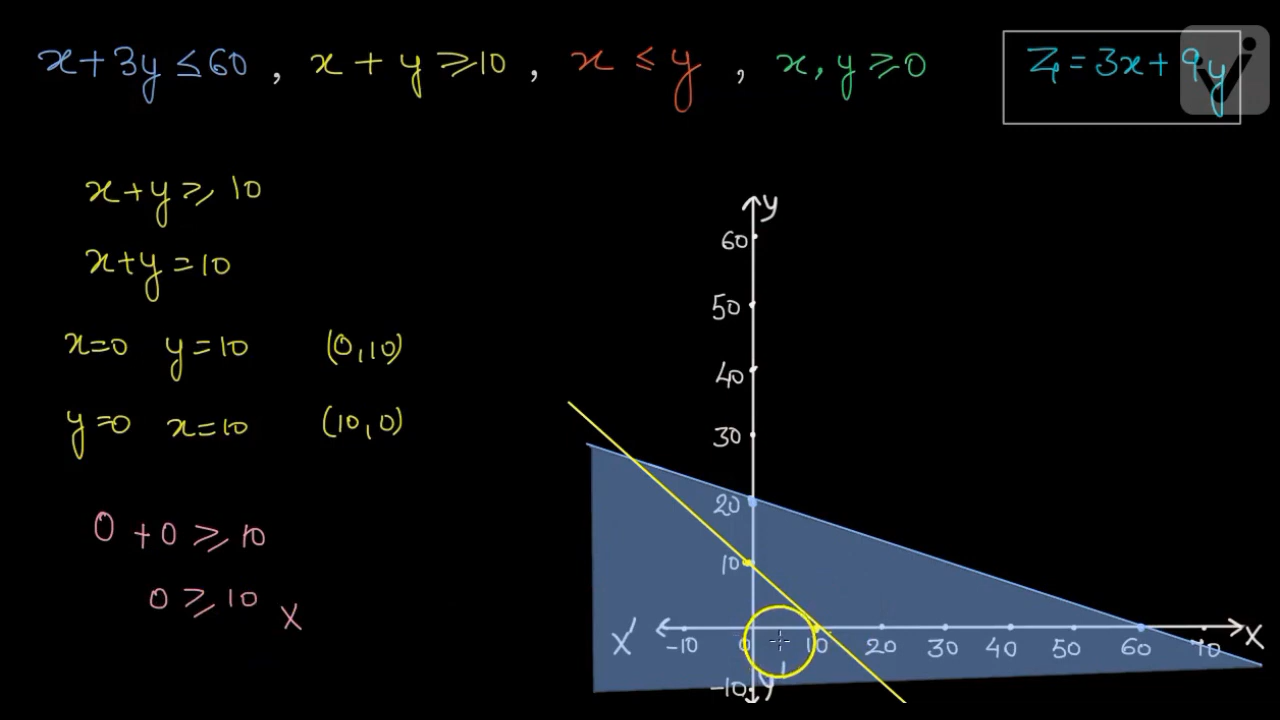 x + 3y ≤ 60 , x + y ≥ 10 , x ≤ y , x, y ≥ 0
Z = 3x + 9y
x + y ≥ 10
x + y = 10
x = 0 y = 10 (0, 10)
y = 0 x = 10 (10, 0)
0 + 0 ≥ 10
0 ≥ 10 X
y
60
50
40
30
20
10
X' -10 0 10 20 30 40 50 60 70 X
-10 y'